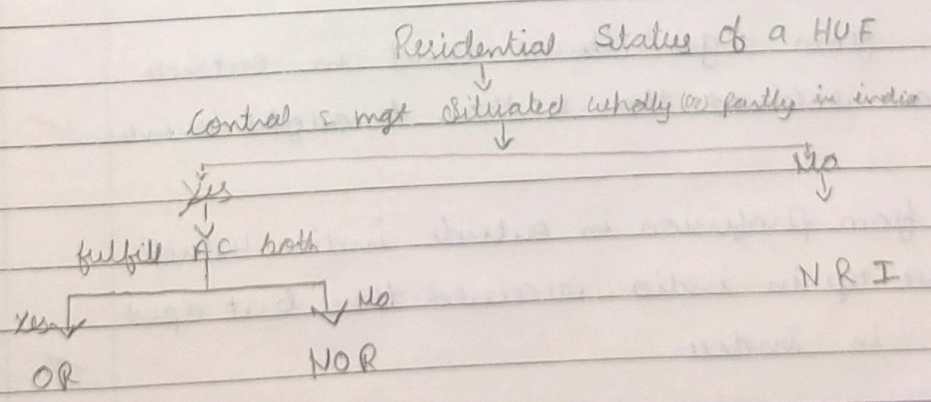 Residential Status of a HUF
Control & mgt situated wholly (or) partly in india
Yes
No
fulfill AC both
NRI
Yes
No
OR
NOR